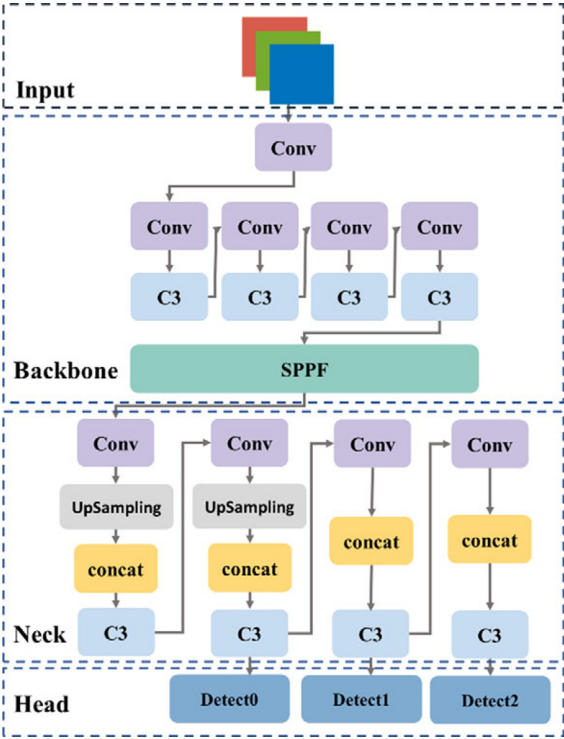 Input
Conv
Conv Conv Conv Conv
C3 C3 C3 C3
Backbone
SPPF
Conv Conv Conv Conv
UpSampling UpSampling
concat concat concat concat
Neck
C3 C3 C3 C3
Head
Detect0 Detect1 Detect2